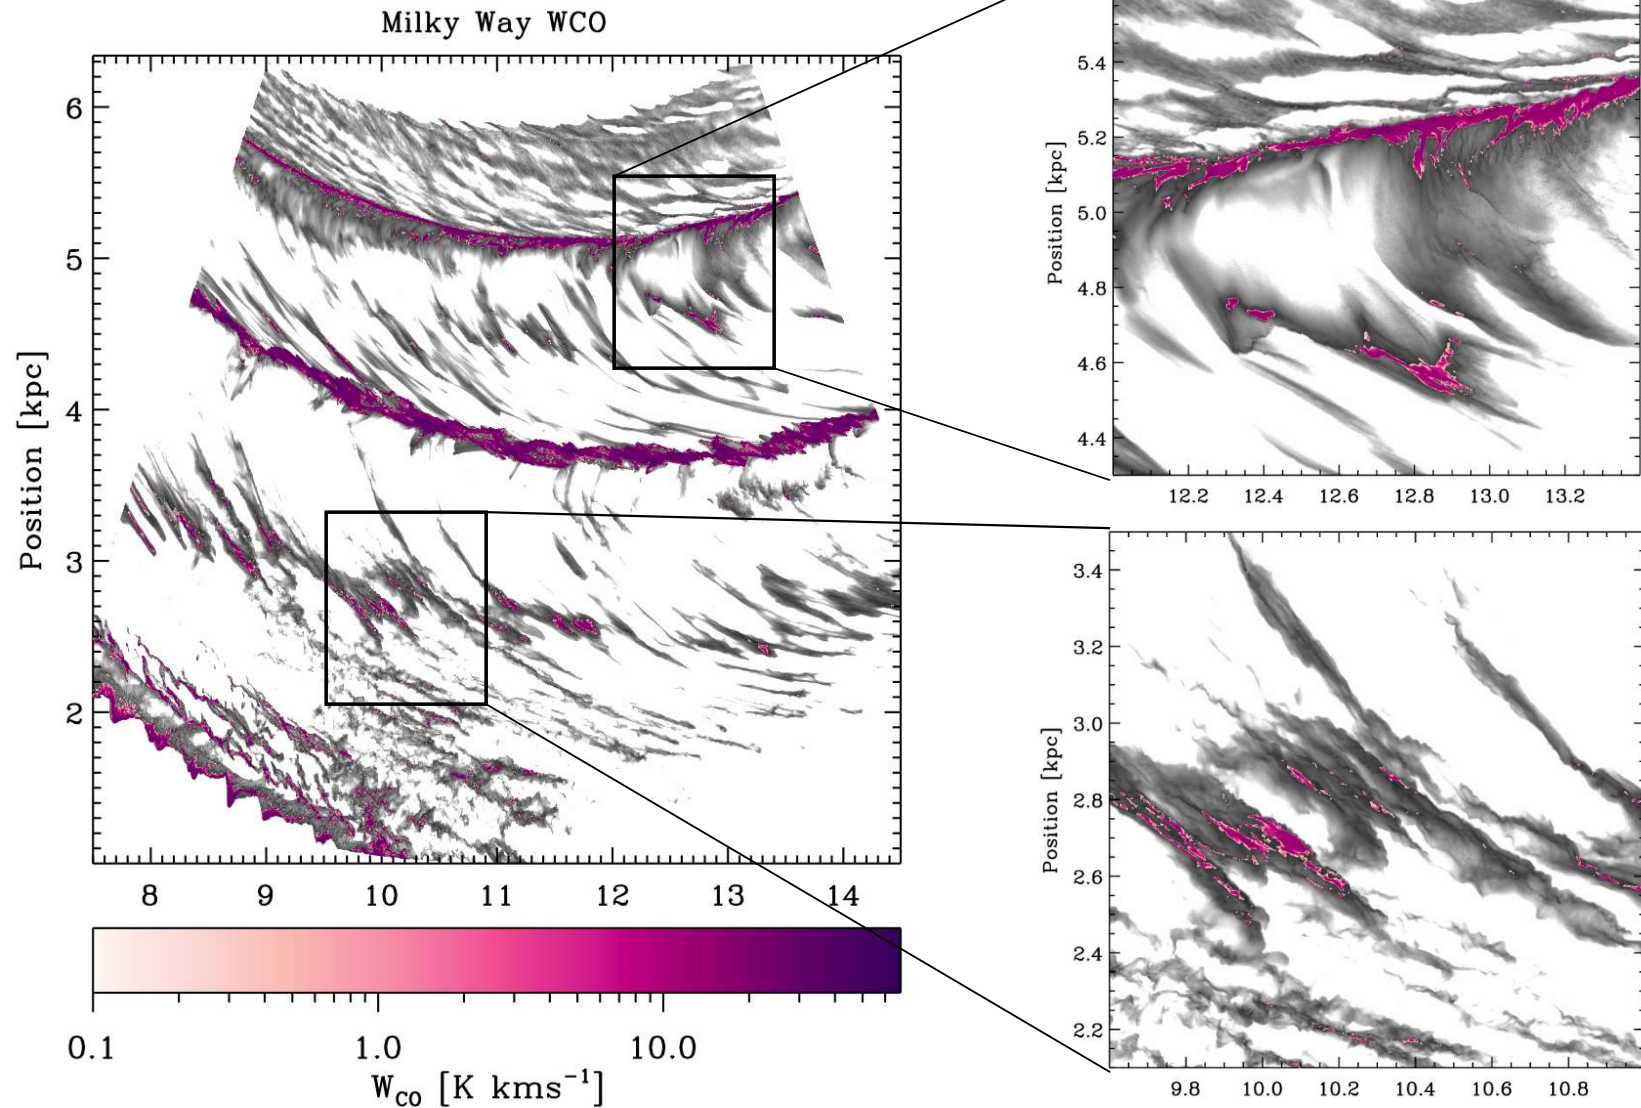 Milky Way WCO
Position [kpc]
6
5
4
3
2
8 9 10 11 12 13 14
0.1 1.0 10.0
W_CO [K kms⁻¹]
Position [kpc]
5.4
5.2
5.0
4.8
4.6
4.4
12.2 12.4 12.6 12.8 13.0 13.2
Position [kpc]
3.4
3.2
3.0
2.8
2.6
2.4
2.2
9.8 10.0 10.2 10.4 10.6 10.8